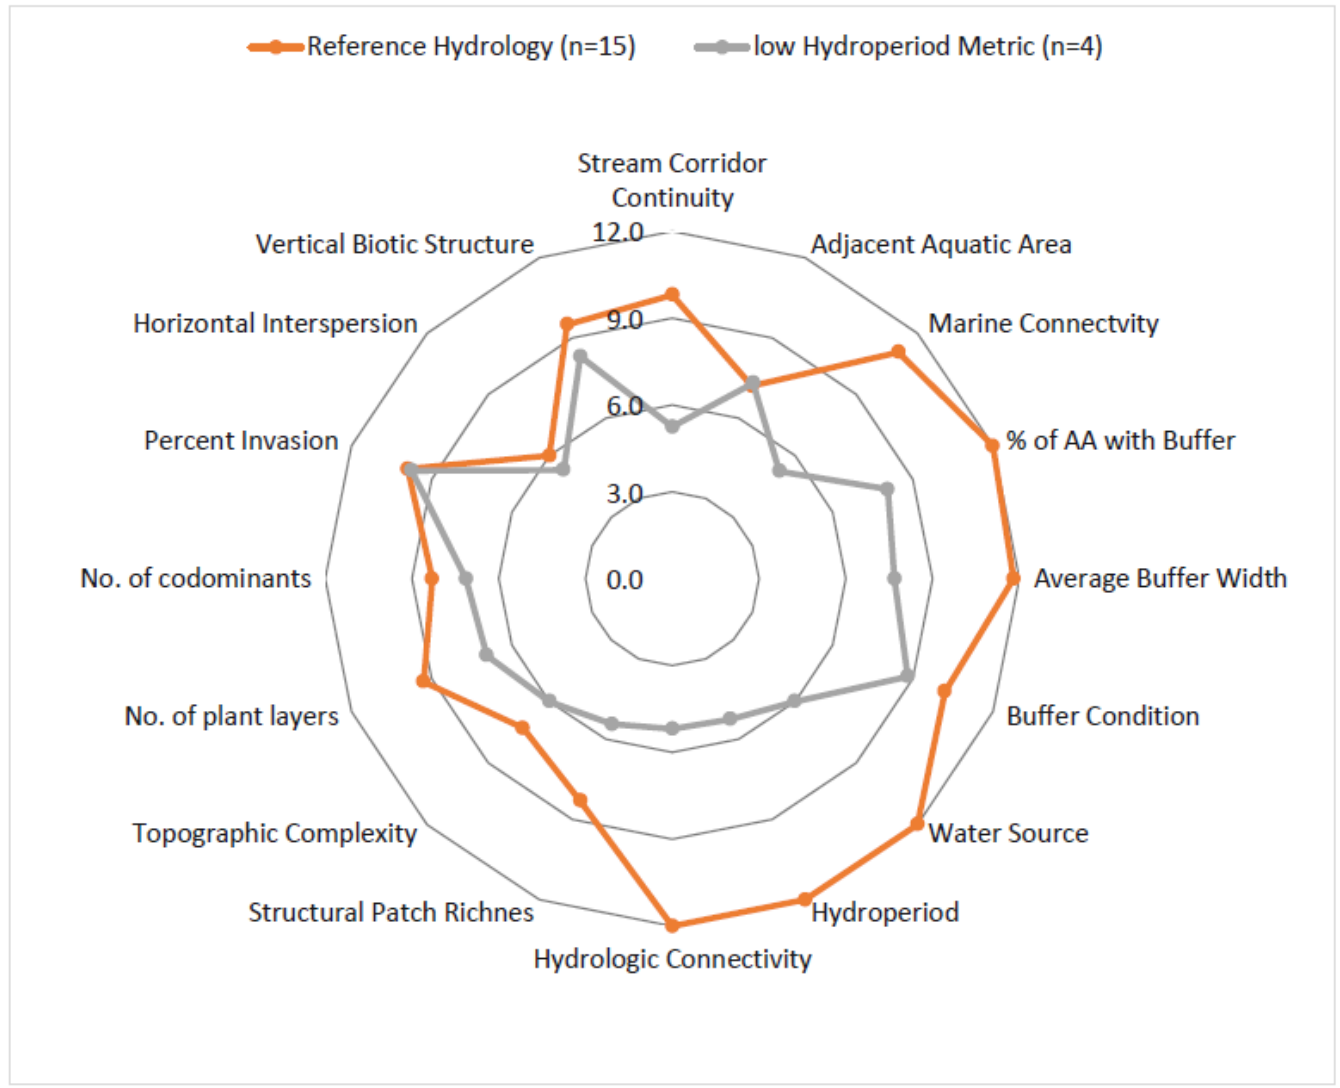 Reference Hydrology (n=15) low Hydroperiod Metric (n=4)
Stream Corridor
Continuity
12.0
Vertical Biotic Structure
Adjacent Aquatic Area
Horizontal Interspersion
9.0
Marine Connectvity
6.0
Percent Invasion
% of AA with Buffer
3.0
No. of codominants
0.0
Average Buffer Width
No. of plant layers
Buffer Condition
Topographic Complexity
Water Source
Structural Patch Richnes
Hydroperiod
Hydrologic Connectivity